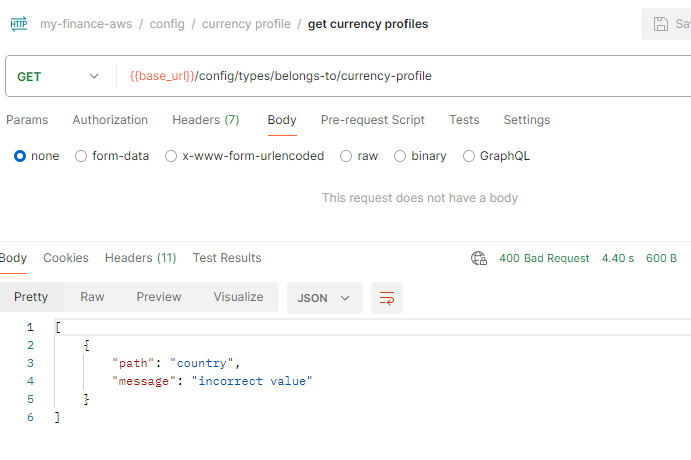 HTTP my-finance-aws / config / currency profile / get currency profiles
GET {{base_url}}/config/types/belongs-to/currency-profile
Params Authorization Headers (7) Body Pre-request Script Tests Settings
none form-data x-www-form-urlencoded raw binary GraphQL
This request does not have a body
Body Cookies Headers (11) Test Results 400 Bad Request 4.40 s 600 B
Pretty Raw Preview Visualize JSON
1 [
2 {
3 "path": "country",
4 "message": "incorrect value"
5 }
6 ]